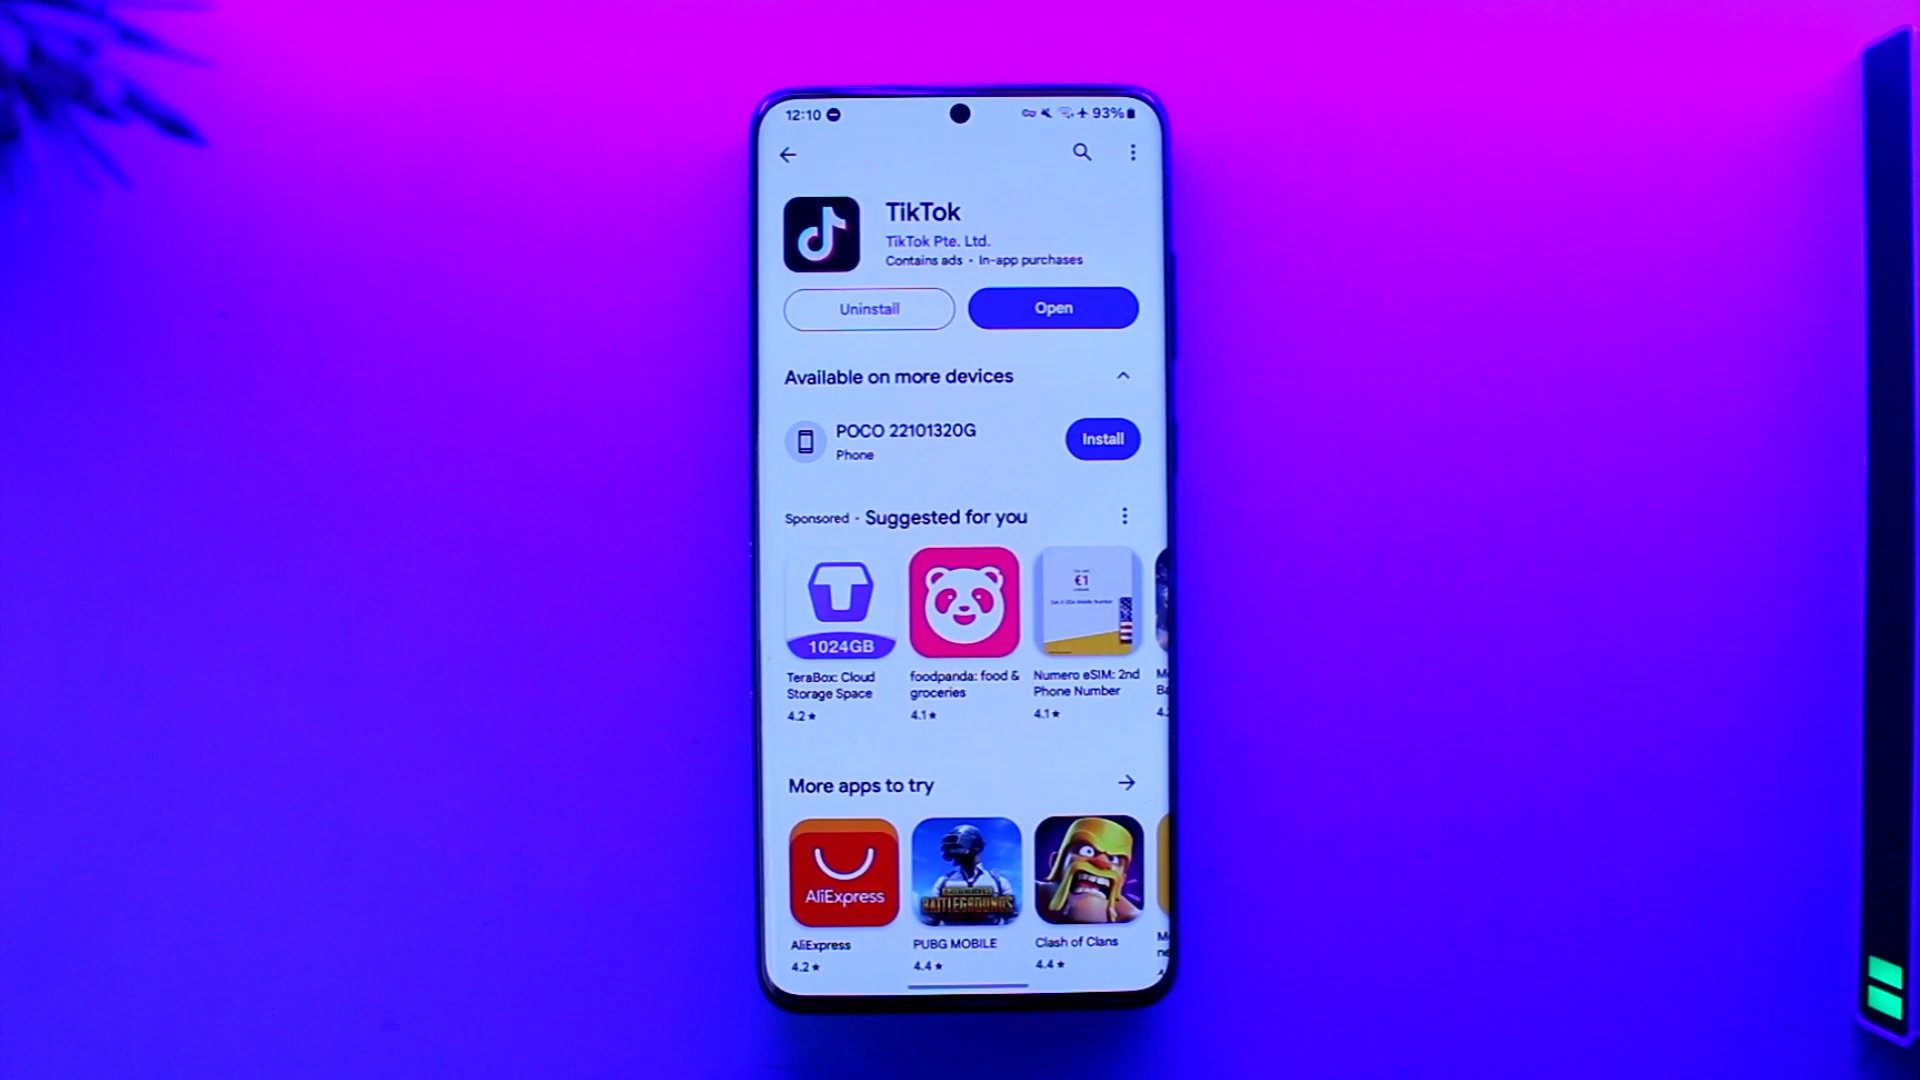 12:10
93%
TikTok
TikTok Pte. Ltd.
Contains ads • In-app purchases
Uninstall
Open
Available on more devices
POCO 22101320G
Phone
Install
Sponsored • Suggested for you
1024GB
€1
TeraBox: Cloud
Storage Space
4.2★
foodpanda: food &
groceries
4.1★
Numero eSIM: 2nd
Phone Number
4.1★
More apps to try
AliExpress
BATTLEGROUNDS
AliExpress
4.2★
PUBG MOBILE
4.4★
Clash of Clans
4.4★